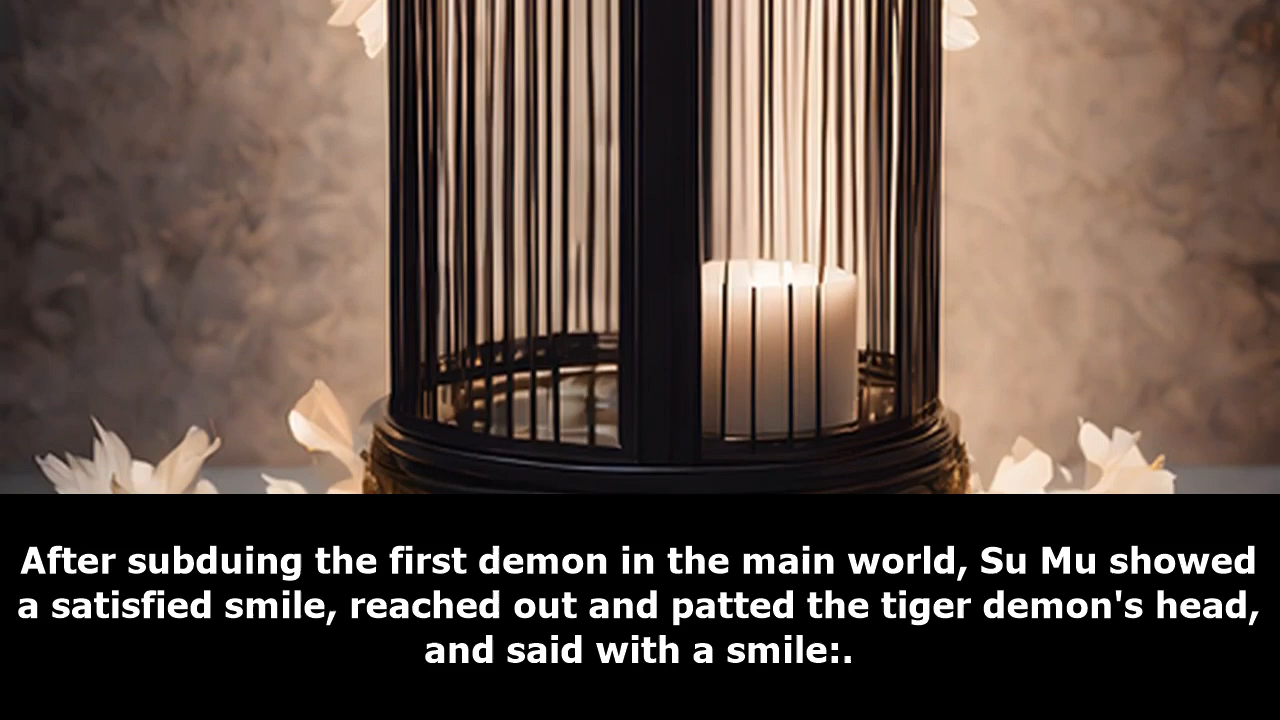 After subduing the first demon in the main world, Su Mu showed
a satisfied smile, reached out and patted the tiger demon's head,
and said with a smile:.